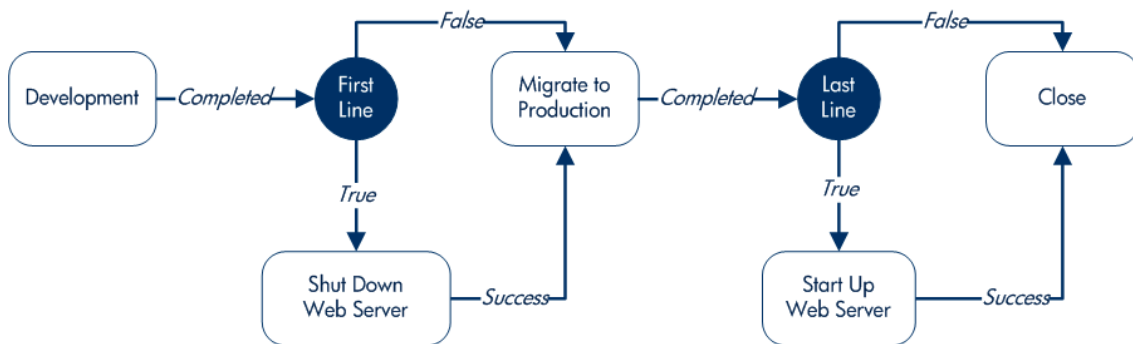 False
False
Development
Completed
First
Line
Migrate to
Production
Completed
Last
Line
Close
True
True
Shut Down
Web Server
Success
Start Up
Web Server
Success